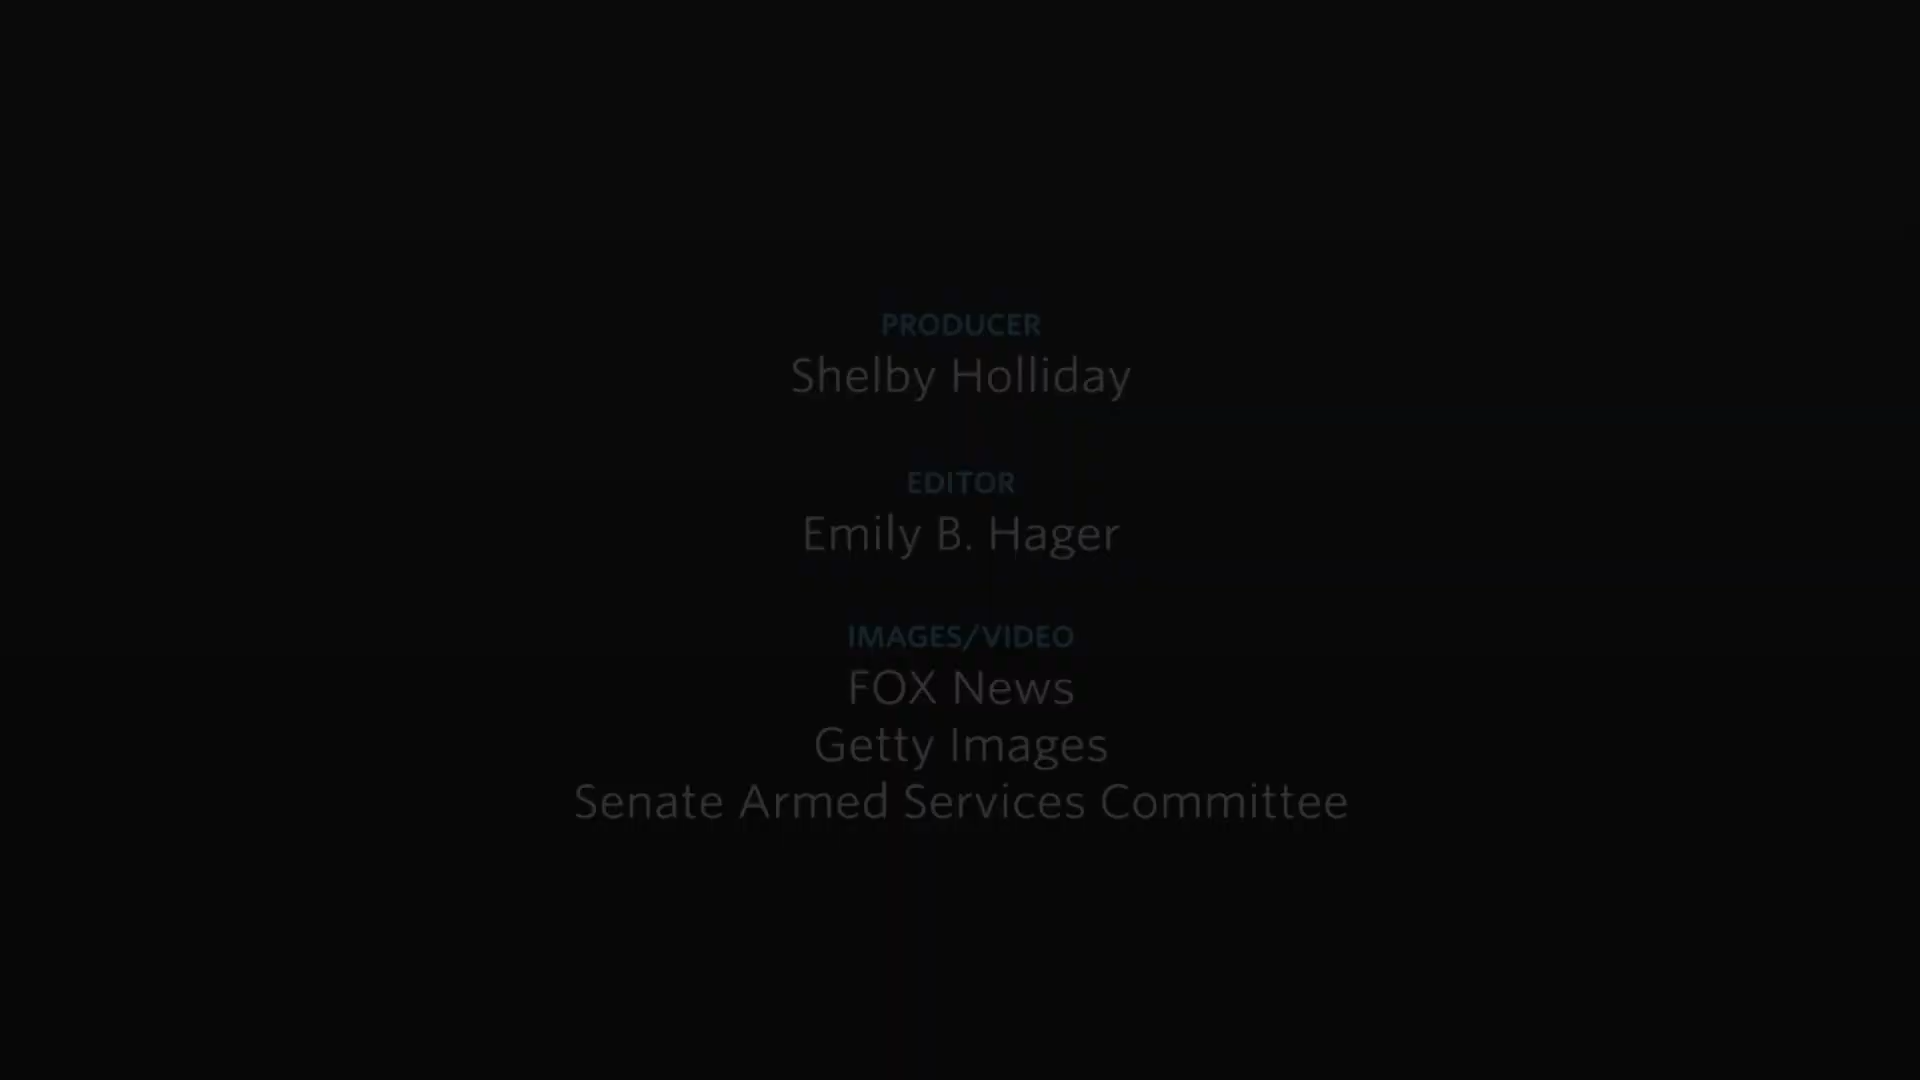 PRODUCER
Shelby Holliday
EDITOR
Emily B. Hager
IMAGES/VIDEO
FOX News
Getty Images
Senate Armed Services Committee